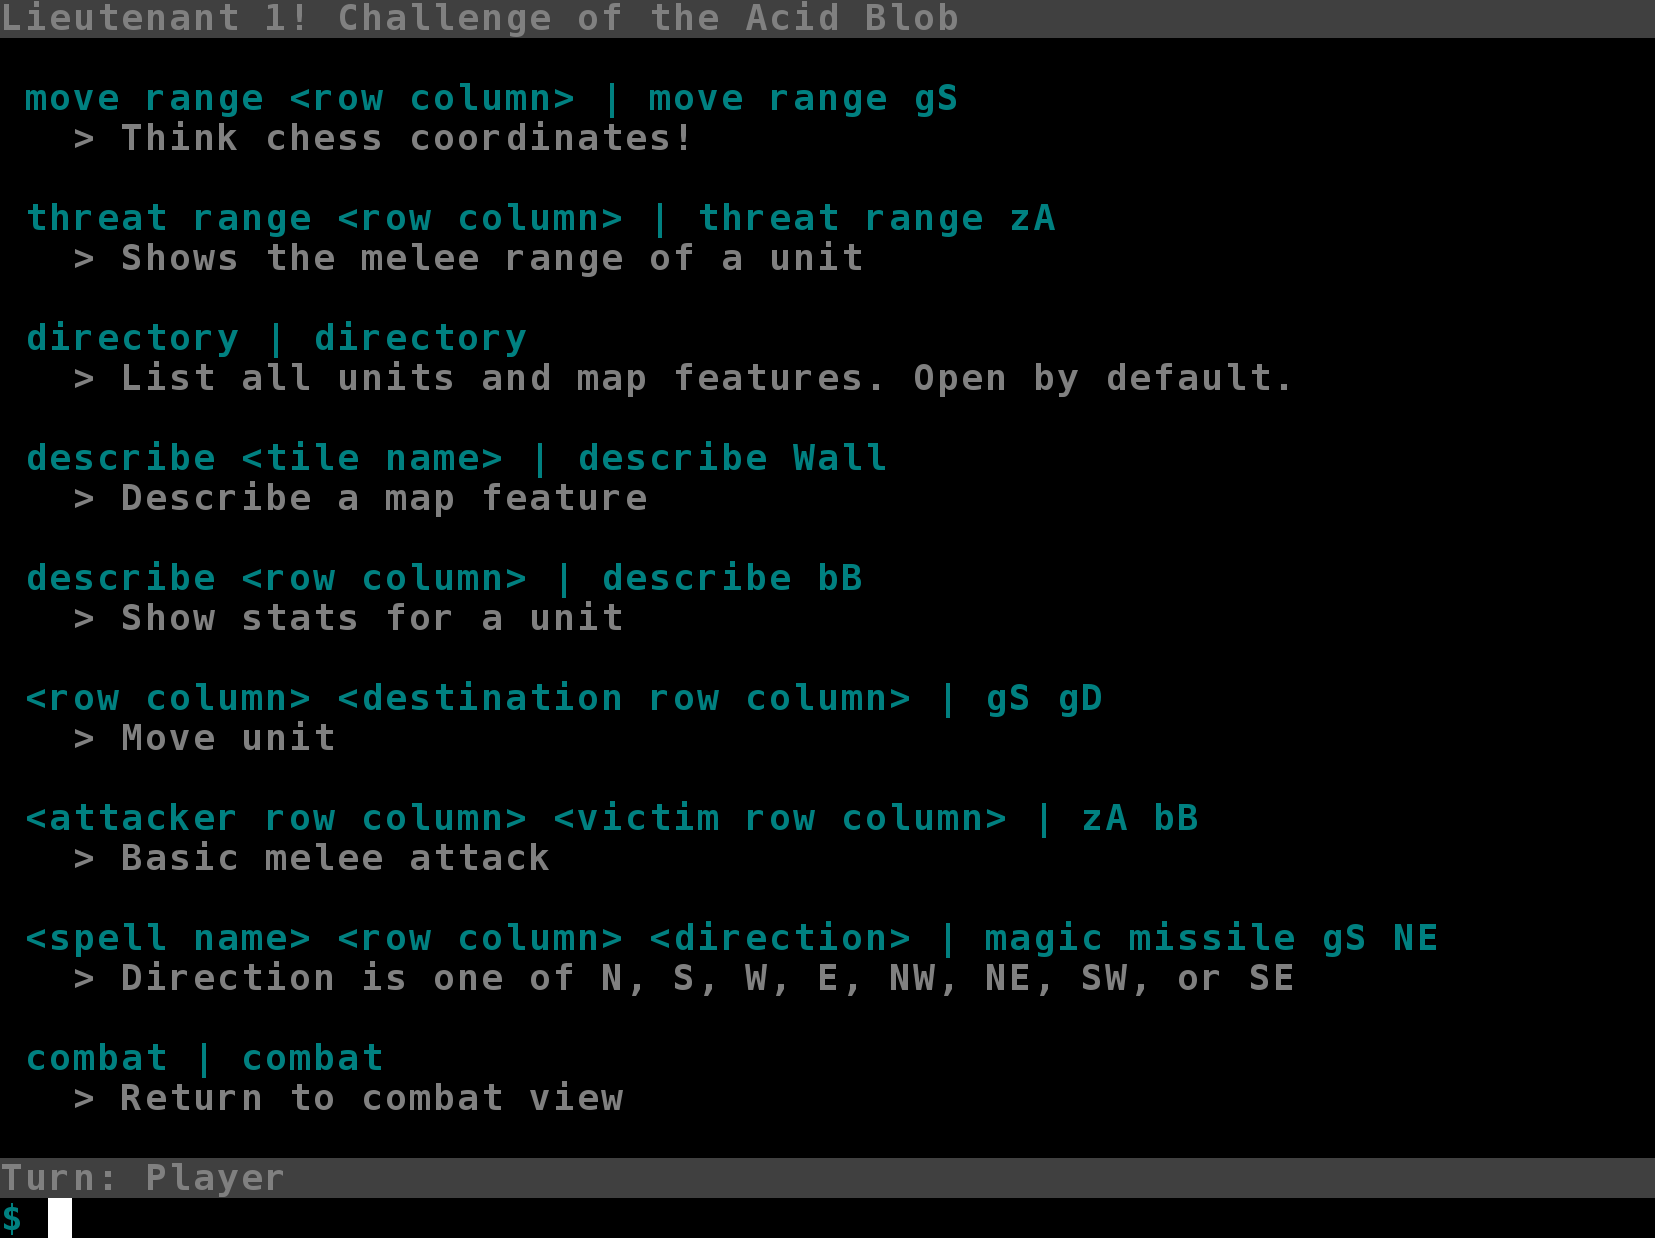 Lieutenant 1! Challenge of the Acid Blob
move range <row column> | move range gS
> Think chess coordinates!
threat range <row column> | threat range zA
> Shows the melee range of a unit
directory | directory
> List all units and map features. Open by default.
describe <tile name> | describe Wall
> Describe a map feature
describe <row column> | describe bB
> Show stats for a unit
<row column> <destination row column> | gS gD
> Move unit
<attacker row column> <victim row column> | zA bB
> Basic melee attack
<spell name> <row column> <direction> | magic missile gS NE
> Direction is one of N, S, W, E, NW, NE, SW, or SE
combat | combat
> Return to combat view
Turn: Player
$